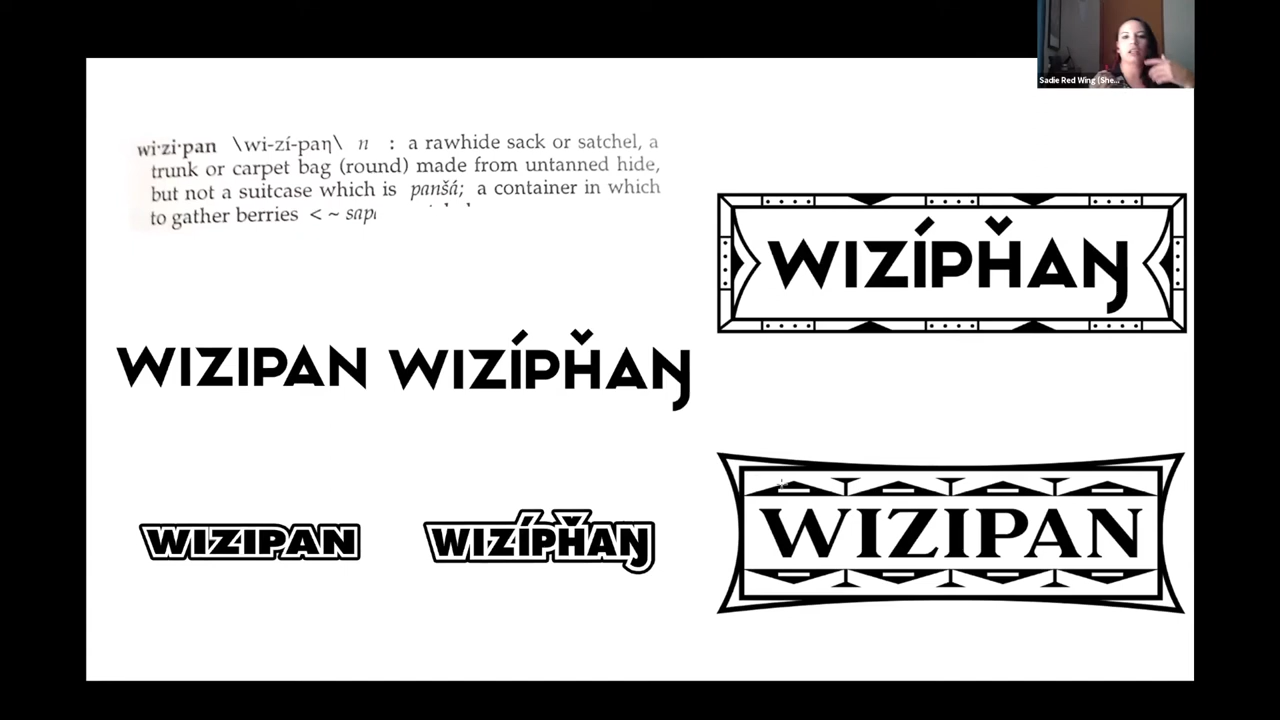 Sadie Red Wing (She...
wi·zi·pan \wi-zí-paƞ\ n : a rawhide sack or satchel, a
trunk or carpet bag (round) made from untanned hide,
but not a suitcase which is panšá; a container in which
to gather berries < ~
WIZÍPȞAŊ
WIZIPAN WIZÍPȞAŊ
WIZIPAN WIZÍPȞAŊ
WIZIPAN